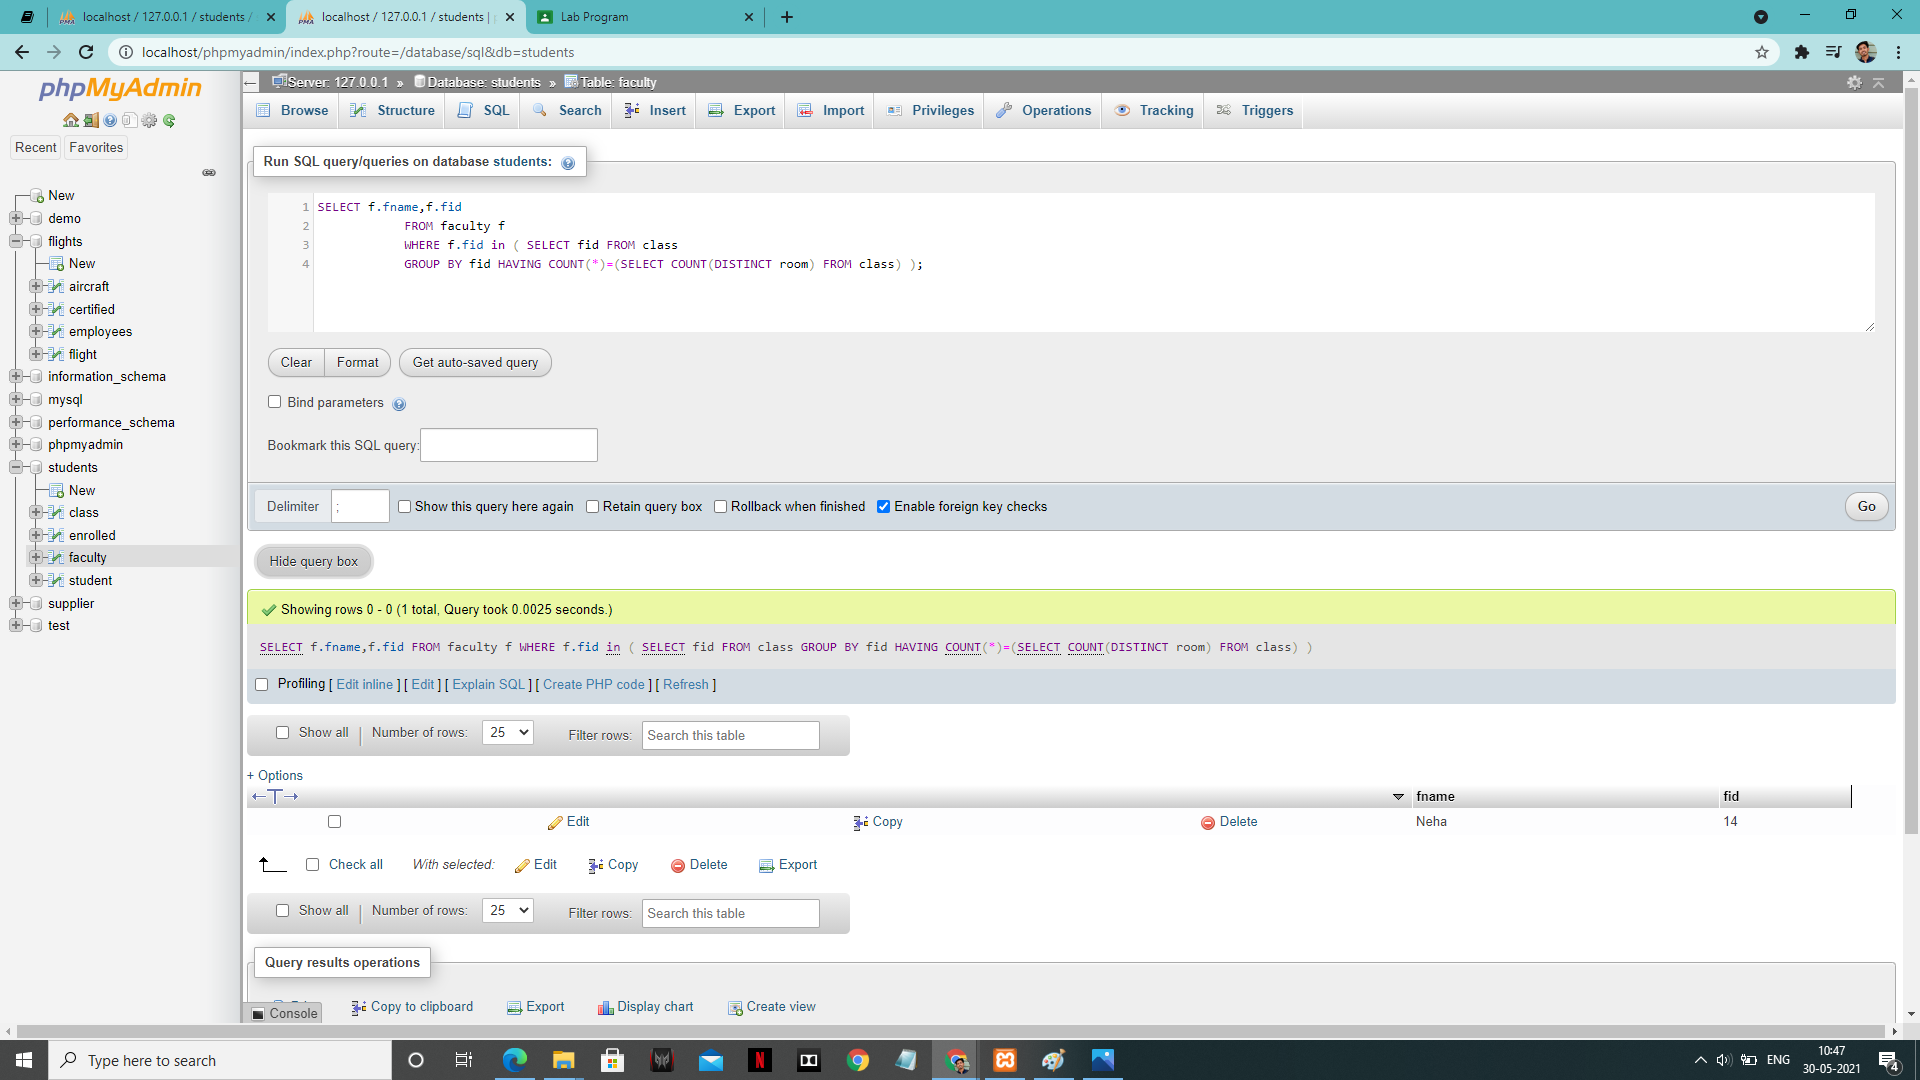 localhost / 127.0.0.1 / students /
localhost / 127.0.0.1 / students |
Lab Program
localhost/phpmyadmin/index.php?route=/database/sql&db=students
phpMyAdmin
Recent
Favorites
New
demo
flights
New
aircraft
certified
employees
flight
information_schema
mysql
performance_schema
phpmyadmin
students
New
class
enrolled
faculty
student
supplier
test
Server: 127.0.0.1 » Database: students » Table: faculty
Browse
Structure
SQL
Search
Insert
Export
Import
Privileges
Operations
Tracking
Triggers
Run SQL query/queries on database students:
1 SELECT f.fname,f.fid
2 FROM faculty f
3 WHERE f.fid in ( SELECT fid FROM class
4 GROUP BY fid HAVING COUNT(*)=(SELECT COUNT(DISTINCT room) FROM class) );
Clear
Format
Get auto-saved query
Bind parameters
Bookmark this SQL query:
Delimiter ;
Show this query here again
Retain query box
Rollback when finished
Enable foreign key checks
Go
Hide query box
Showing rows 0 - 0 (1 total, Query took 0.0025 seconds.)
SELECT f.fname,f.fid FROM faculty f WHERE f.fid in ( SELECT fid FROM class GROUP BY fid HAVING COUNT(*)=(SELECT COUNT(DISTINCT room) FROM class) )
Profiling [ Edit inline ] [ Edit ] [ Explain SQL ] [ Create PHP code ] [ Refresh ]
Show all | Number of rows: 25 Filter rows: Search this table
+ Options
←T→ fname fid
Edit Copy Delete Neha 14
Check all With selected: Edit Copy Delete Export
Show all | Number of rows: 25 Filter rows: Search this table
Query results operations
Copy to clipboard Export Display chart Create view
Console
Type here to search
ENG
10:47
30-05-2021
4